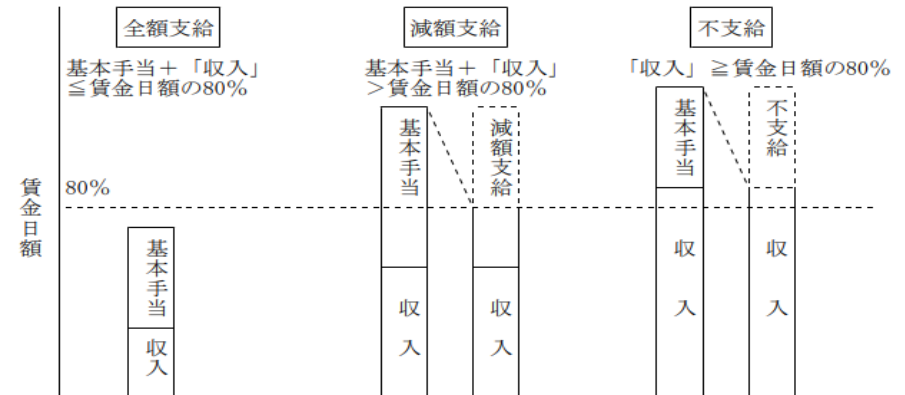 全額支給
基本手当＋「収入」
≦賃金日額の80%
減額支給
基本手当＋「収入」
＞賃金日額の80%
不支給
「収入」≧賃金日額の80%
賃金日額
80%
基本手当
収入
基本手当
収入
減額支給
収入
基本手当
収入
不支給
収入